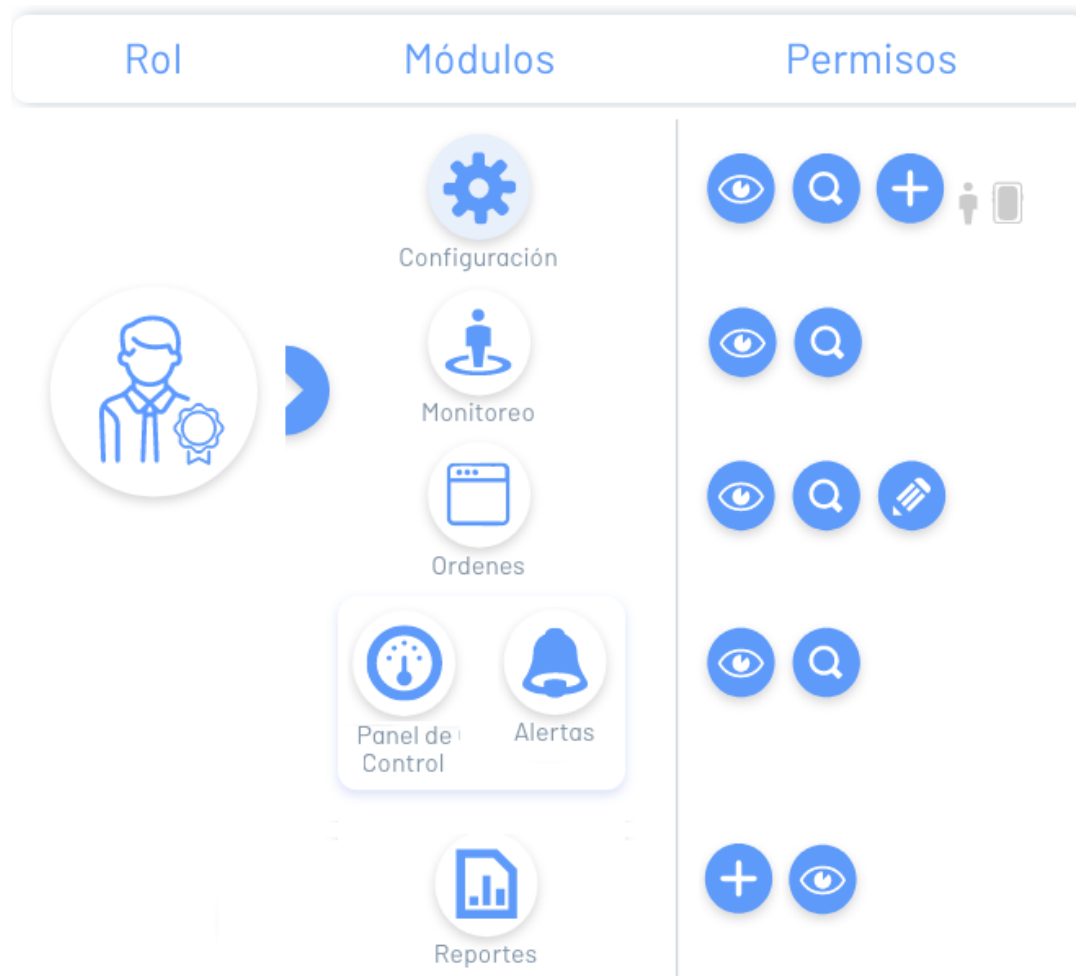 Rol
Módulos
Permisos
Configuración
Monitoreo
Ordenes
Panel de
Control
Alertas
Reportes